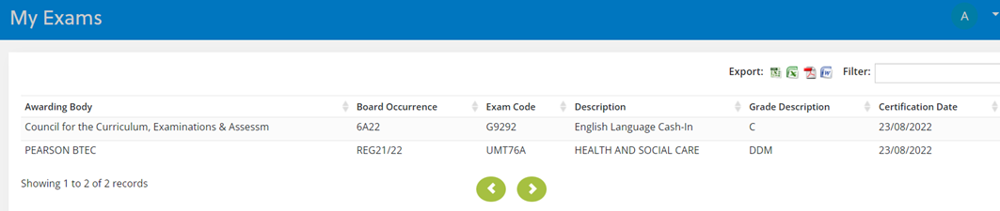 My Exams
A
Export: Filter:
Awarding Body Board Occurrence Exam Code Description Grade Description Certification Date
Council for the Curriculum, Examinations & Assessm 6A22 G9292 English Language Cash-In C 23/08/2022
PEARSON BTEC REG21/22 UMT76A HEALTH AND SOCIAL CARE DDM 23/08/2022
Showing 1 to 2 of 2 records